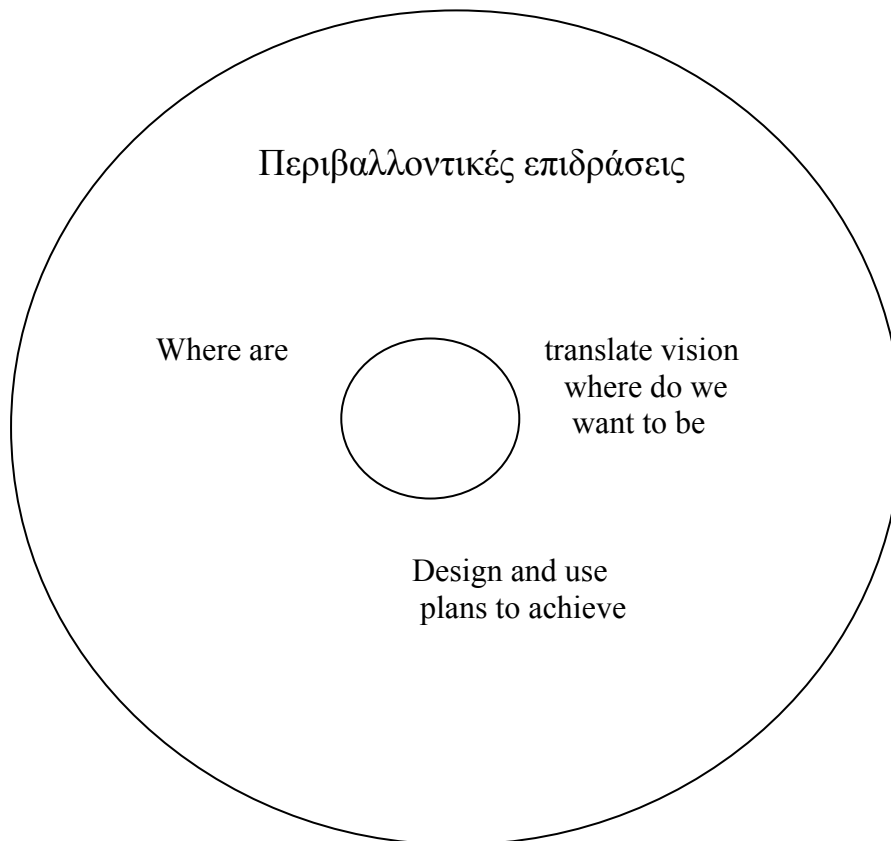 Περιβαλλοντικές επιδράσεις
Where are
translate vision
where do we
want to be
Design and use
plans to achieve